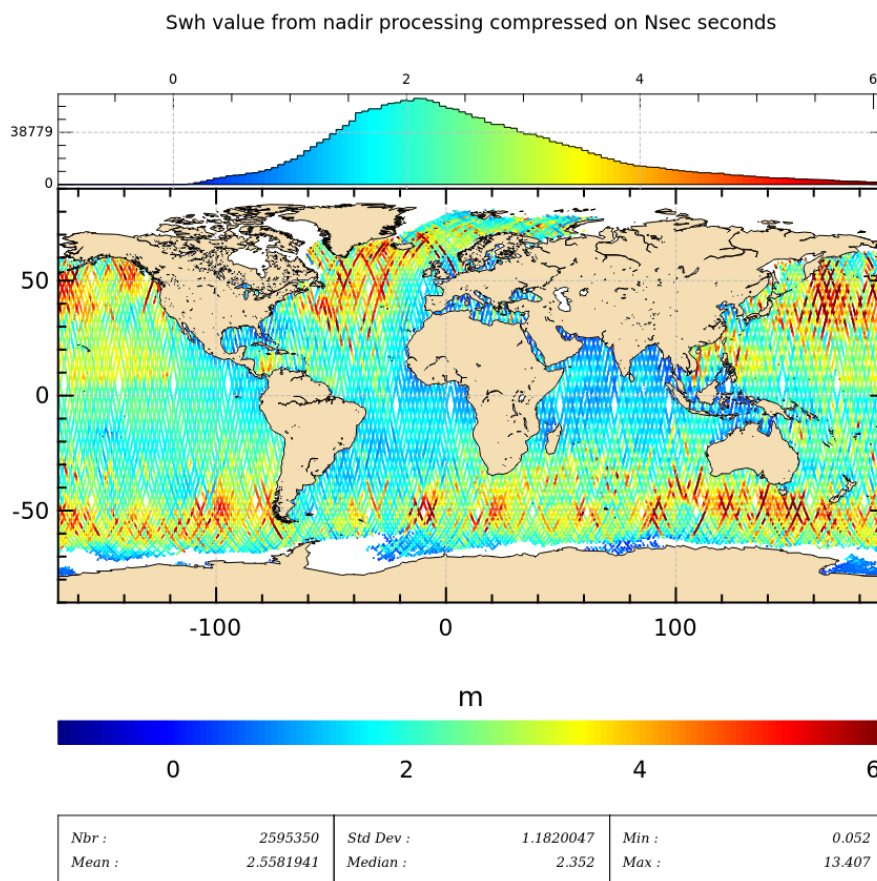 Swh value from nadir processing compressed on Nsec seconds
0 2 4 6
38779
0
50
0
-50
-100 0 100
m
0 2 4 6
Nbr : 2595350 Std Dev : 1.1820047 Min : 0.052
Mean : 2.5581941 Median : 2.352 Max : 13.407